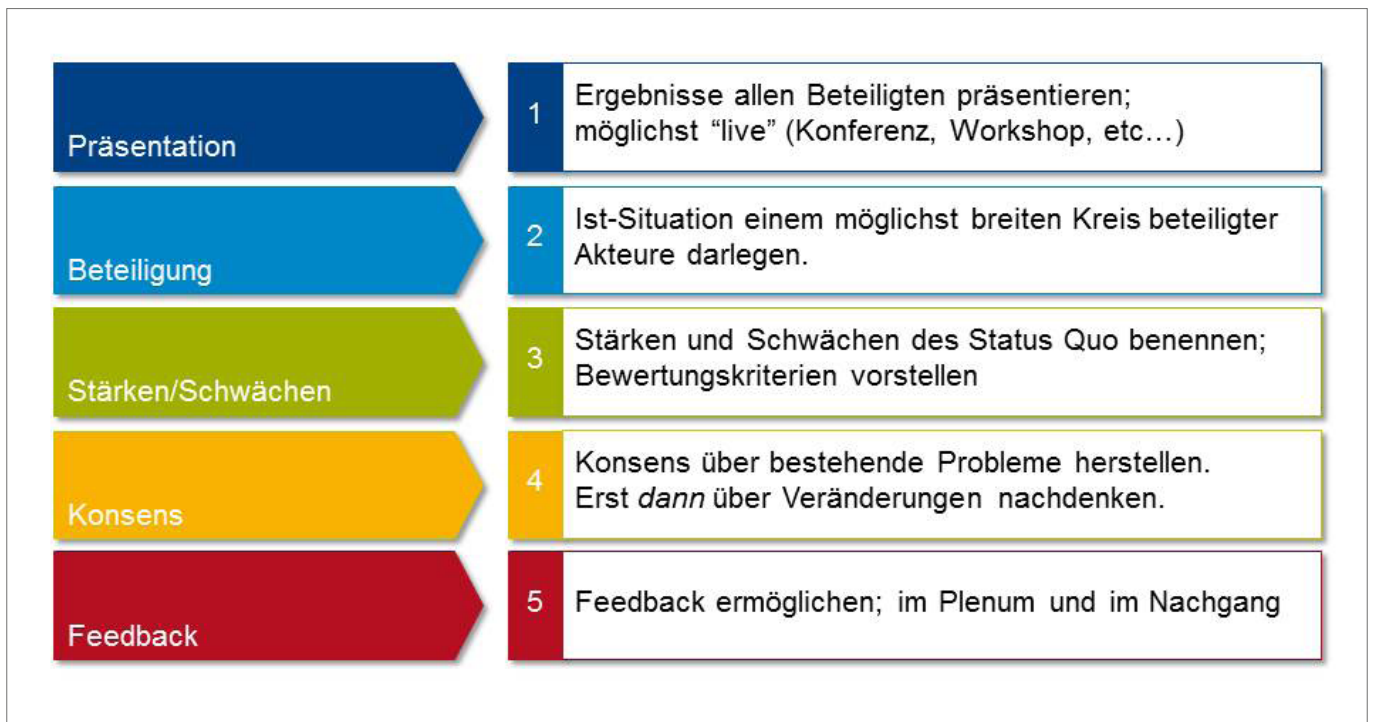 Präsentation
1
Ergebnisse allen Beteiligten präsentieren;
möglichst “live” (Konferenz, Workshop, etc…)
Beteiligung
2
Ist-Situation einem möglichst breiten Kreis beteiligter
Akteure darlegen.
Stärken/Schwächen
3
Stärken und Schwächen des Status Quo benennen;
Bewertungskriterien vorstellen
Konsens
4
Konsens über bestehende Probleme herstellen.
Erst dann über Veränderungen nachdenken.
Feedback
5
Feedback ermöglichen; im Plenum und im Nachgang